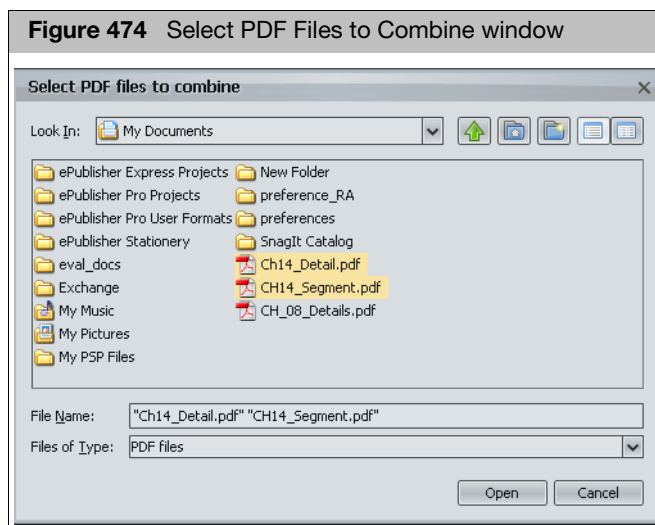 Figure 474 Select PDF Files to Combine window
Select PDF files to combine
Look In: My Documents
ePublisher Express Projects New Folder
ePublisher Pro Projects preference_RA
ePublisher Pro User Formats preferences
ePublisher Stationery SnagIt Catalog
eval_docs Ch14_Detail.pdf
Exchange CH14_Segment.pdf
My Music CH_08_Details.pdf
My Pictures
My PSP Files
File Name: "Ch14_Detail.pdf" "CH14_Segment.pdf"
Files of Type: PDF files
Open Cancel